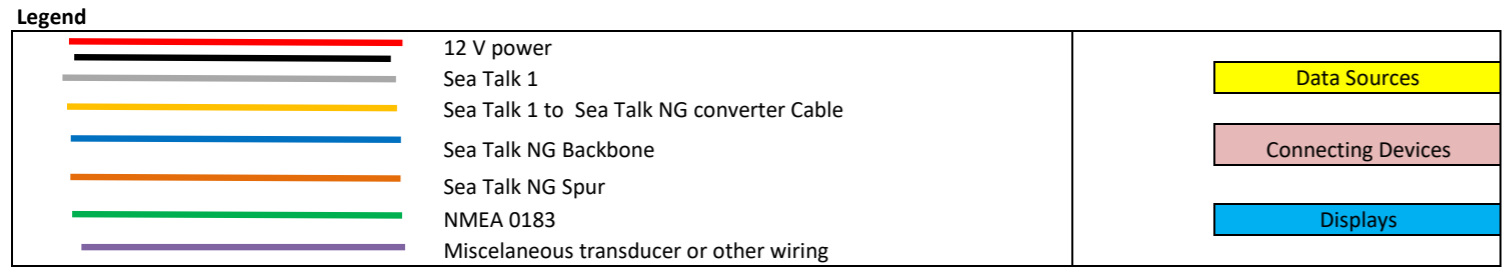 Legend
12 V power
Sea Talk 1
Data Sources
Sea Talk 1 to  Sea Talk NG converter Cable
Sea Talk NG Backbone
Connecting Devices
Sea Talk NG Spur
NMEA 0183
Displays
Miscelaneous transducer or other wiring